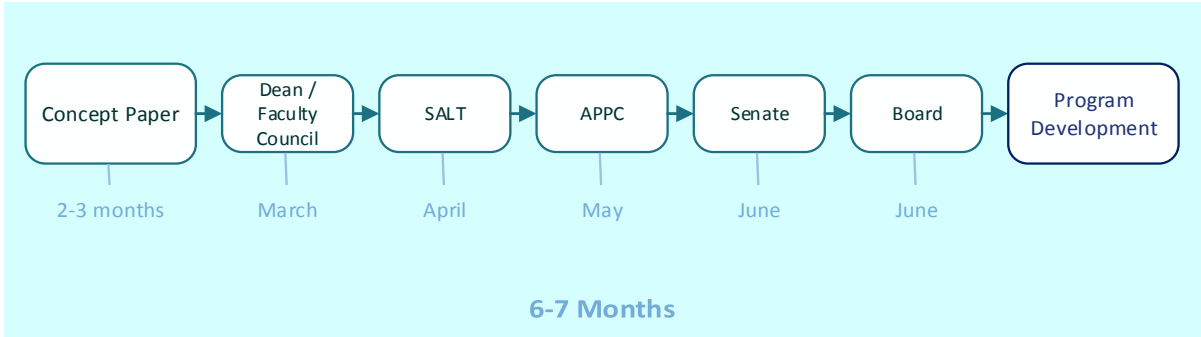 Concept Paper
Dean /
Faculty
Council
SALT
APPC
Senate
Board
Program
Development
2-3 months
March
April
May
June
June
6-7 Months